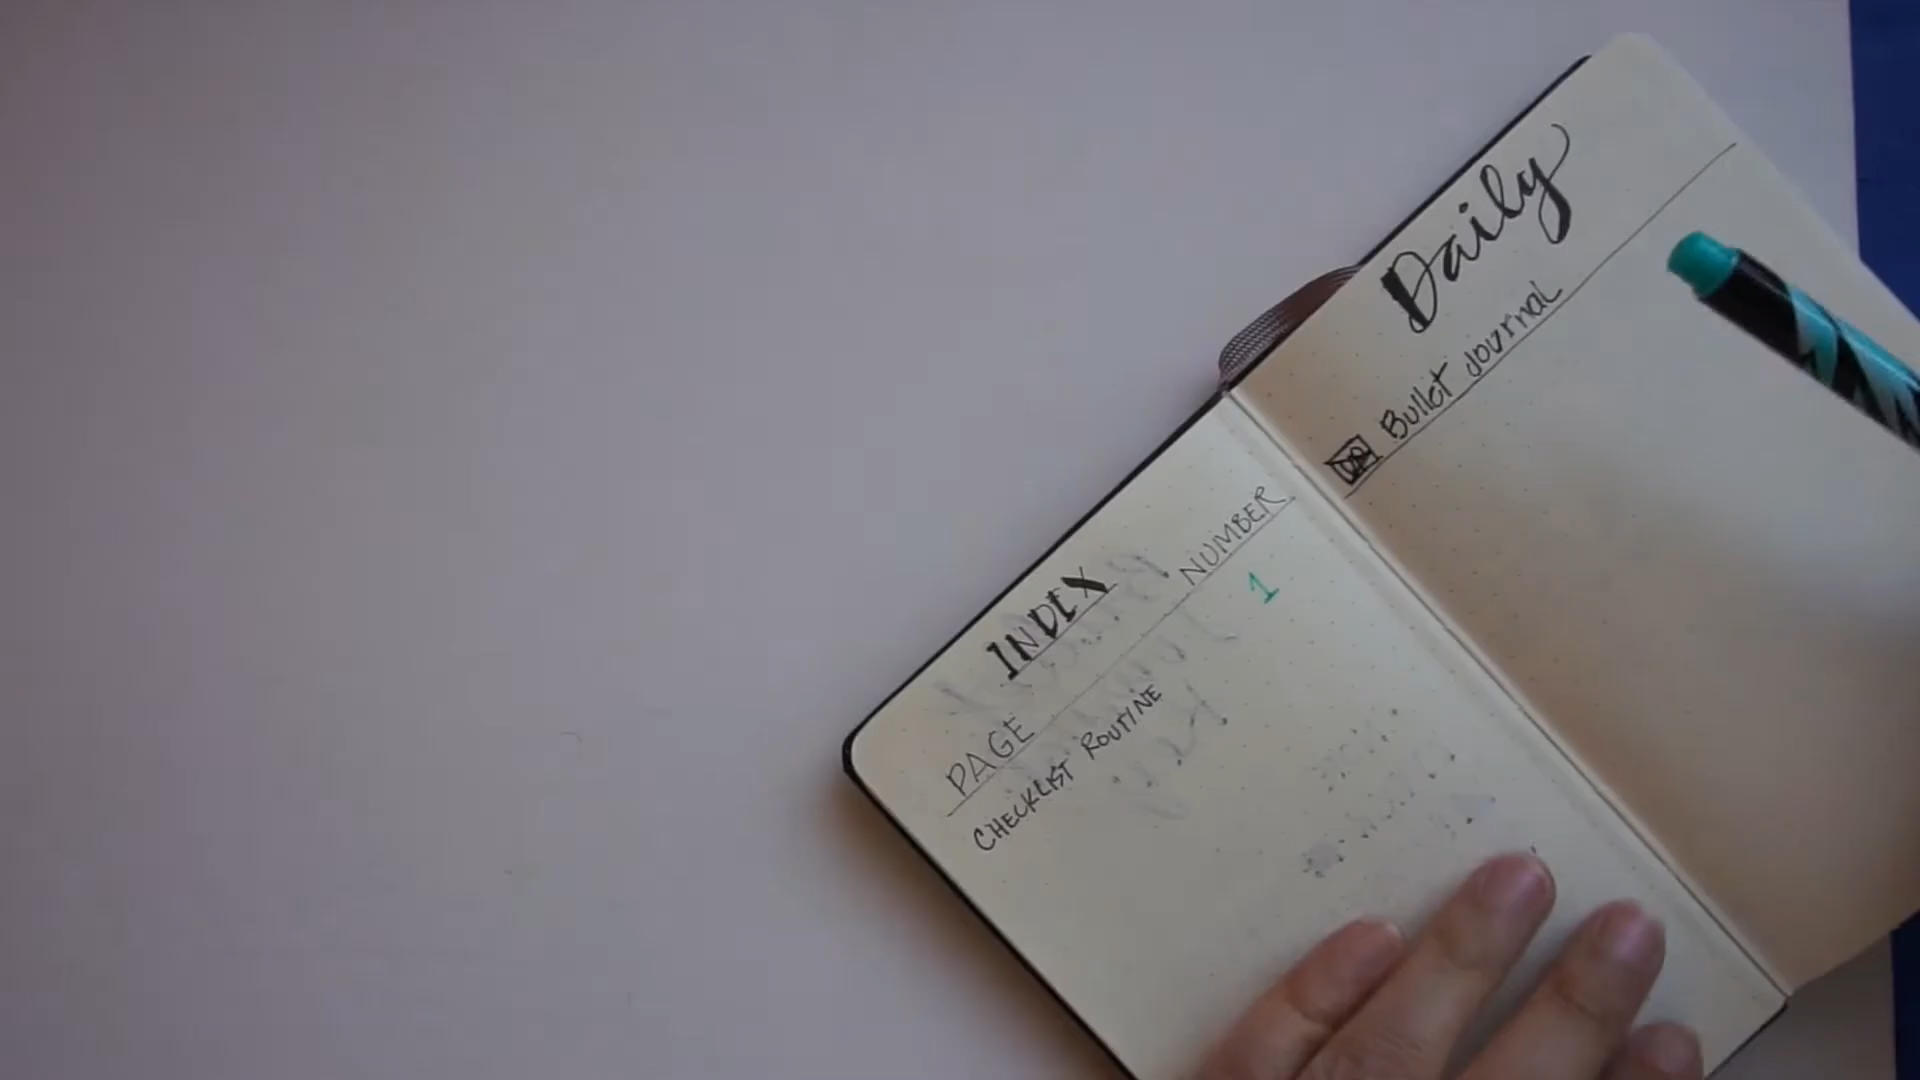 INDEX
PAGE NUMBER
CHECKLIST ROUTINE 1
Daily
Bullet Journal